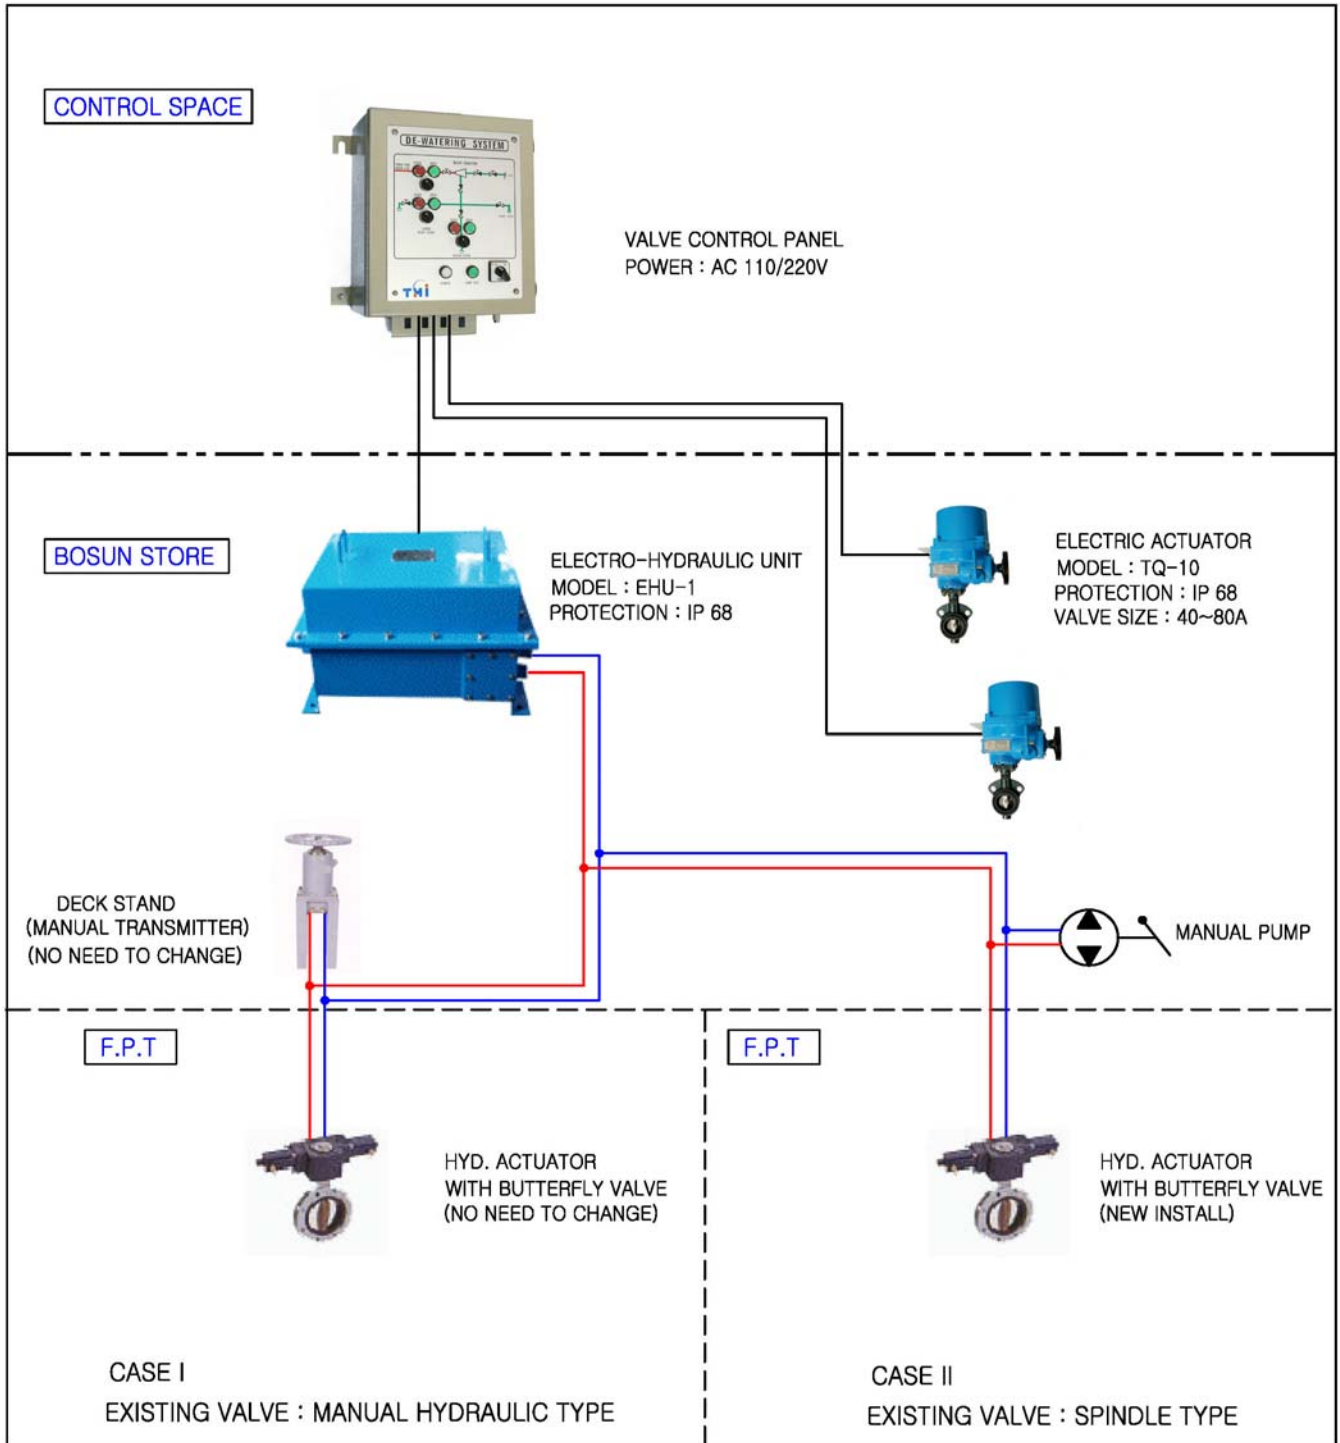 CONTROL SPACE
DE-WATERING SYSTEM
TMi
VALVE CONTROL PANEL
POWER : AC 110/220V
BOSUN STORE
ELECTRO-HYDRAULIC UNIT
MODEL : EHU-1
PROTECTION : IP 68
ELECTRIC ACTUATOR
MODEL : TQ-10
PROTECTION : IP 68
VALVE SIZE : 40~80A
DECK STAND
(MANUAL TRANSMITTER)
(NO NEED TO CHANGE)
MANUAL PUMP
F.P.T
F.P.T
HYD. ACTUATOR
WITH BUTTERFLY VALVE
(NO NEED TO CHANGE)
HYD. ACTUATOR
WITH BUTTERFLY VALVE
(NEW INSTALL)
CASE I
EXISTING VALVE : MANUAL HYDRAULIC TYPE
CASE II
EXISTING VALVE : SPINDLE TYPE